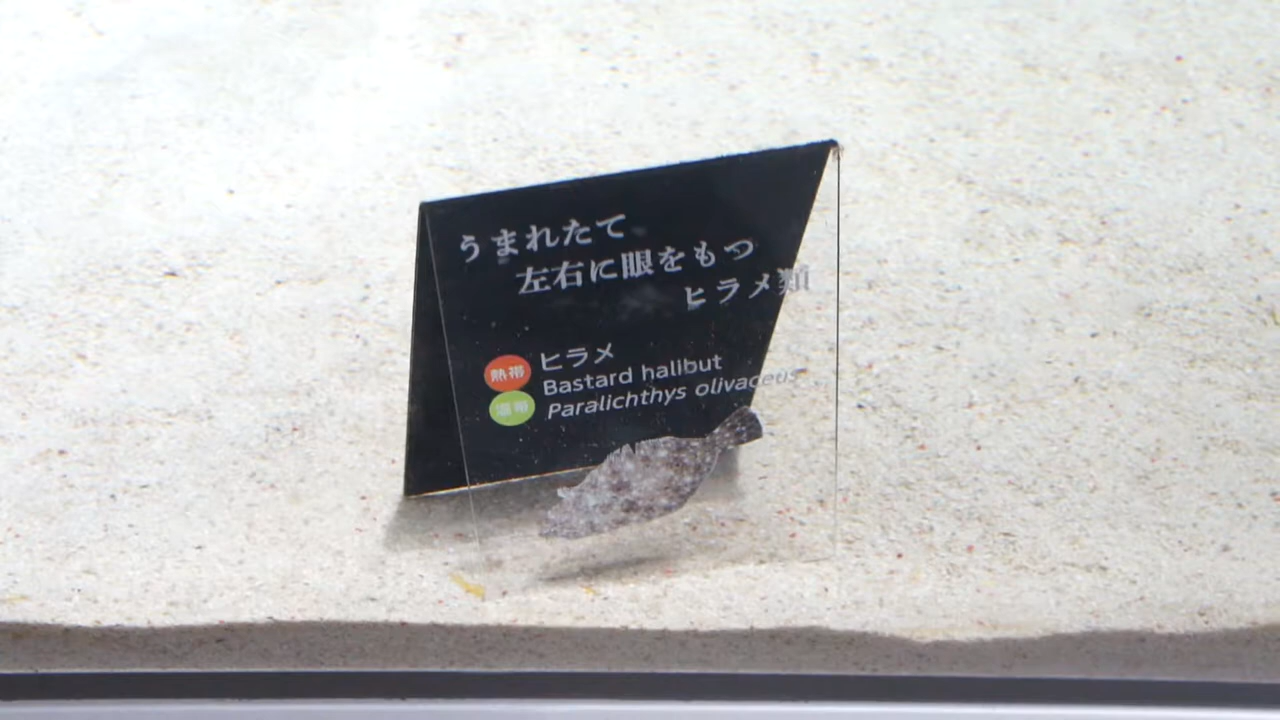 うまれたて
左右に眼をもつ
ヒラメ類
熱帯
ヒラメ
Bastard halibut
温帯
Paralichthys olivaceus